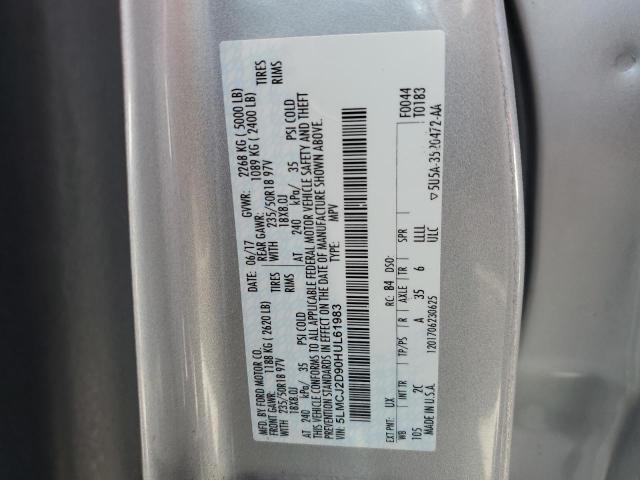 MFD. BY FORD MOTOR CO.
DATE: 06/17 GVWR: 2268 KG ( 5000 LB)
FRONT GAWR: 1188 KG ( 2620 LB) REAR GAWR: 1089 KG ( 2400 LB)
235/50R18 97V TIRES WITH 235/50R18 97V TIRES WITH
18X8.0J RIMS 18X8.0J RIMS
AT 240 kPa/ 35 PSI COLD AT 240 kPa/ 35 PSI COLD
THIS VEHICLE CONFORMS TO ALL APPLICABLE FEDERAL MOTOR VEHICLE SAFETY AND THEFT
PREVENTION STANDARDS IN EFFECT ON THE DATE OF MANUFACTURE SHOWN ABOVE.
VIN: 5LMCJ2D90HUL61983 TYPE: MPV
F0044
T0183
EXT PNT: UX RC: 84 DSO:
WB INT TR TP/PS R AXLE TR SPR
105 2C A 35 6 LLLL
ULC
MADE IN U.S.A. 1201706230625
5U5A-3520472-AA